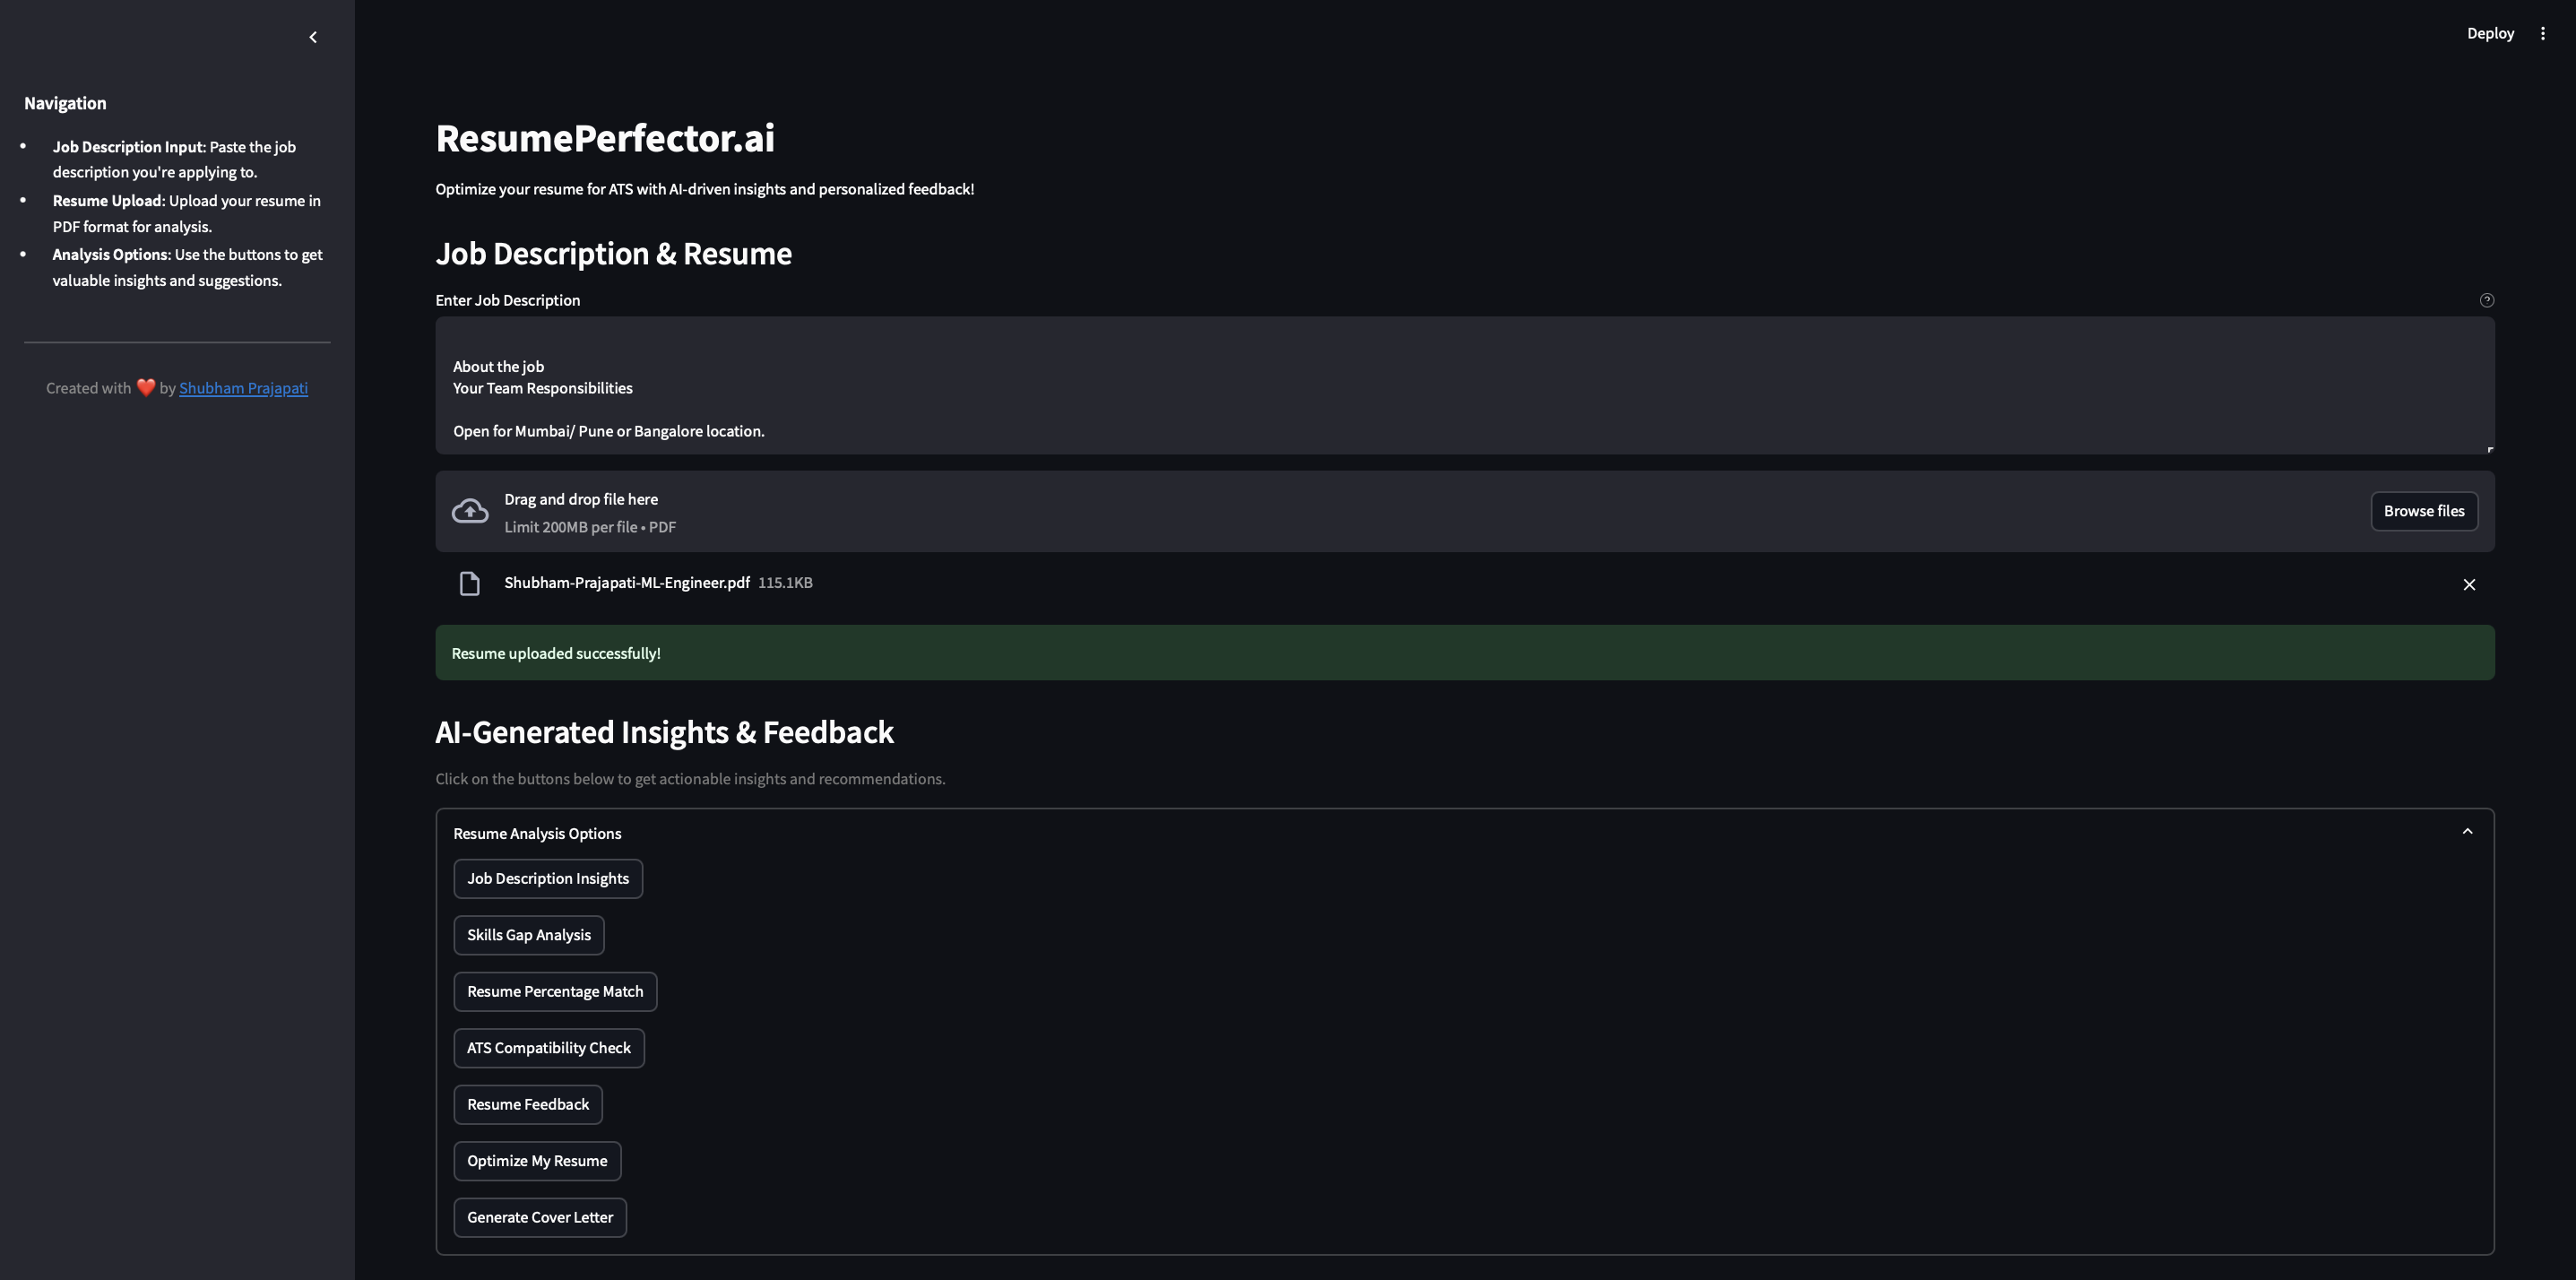 Deploy
Navigation
• Job Description Input: Paste the job
description you're applying to.
• Resume Upload: Upload your resume in
PDF format for analysis.
• Analysis Options: Use the buttons to get
valuable insights and suggestions.
Created with ❤️ by Shubham Prajapati
ResumePerfector.ai
Optimize your resume for ATS with AI-driven insights and personalized feedback!
Job Description & Resume
Enter Job Description
About the job
Your Team Responsibilities
Open for Mumbai/ Pune or Bangalore location.
Drag and drop file here
Limit 200MB per file • PDF
Browse files
Shubham-Prajapati-ML-Engineer.pdf 115.1KB
Resume uploaded successfully!
AI-Generated Insights & Feedback
Click on the buttons below to get actionable insights and recommendations.
Resume Analysis Options
Job Description Insights
Skills Gap Analysis
Resume Percentage Match
ATS Compatibility Check
Resume Feedback
Optimize My Resume
Generate Cover Letter